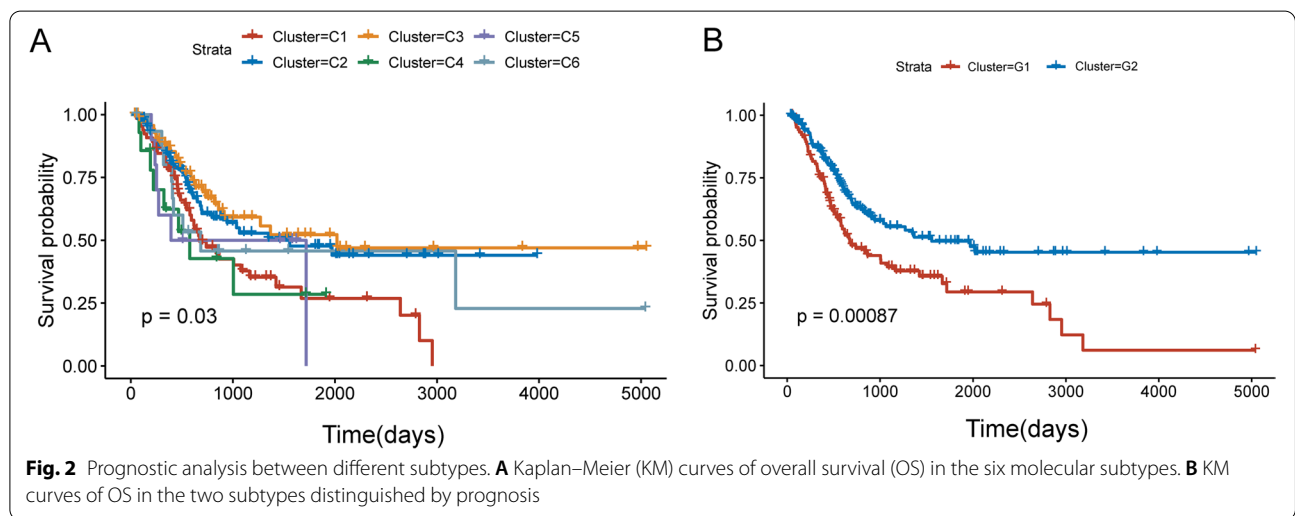 A
Strata
Cluster=C1
Cluster=C3
Cluster=C5
Cluster=C2
Cluster=C4
Cluster=C6
Survival probability
1.00
0.75
0.50
0.25
0.00
p = 0.03
0
1000
2000
3000
4000
5000
Time(days)
B
Strata
Cluster=G1
Cluster=G2
Survival probability
1.00
0.75
0.50
0.25
0.00
p = 0.00087
0
1000
2000
3000
4000
5000
Time(days)
Fig. 2 Prognostic analysis between different subtypes. A Kaplan–Meier (KM) curves of overall survival (OS) in the six molecular subtypes. B KM
curves of OS in the two subtypes distinguished by prognosis